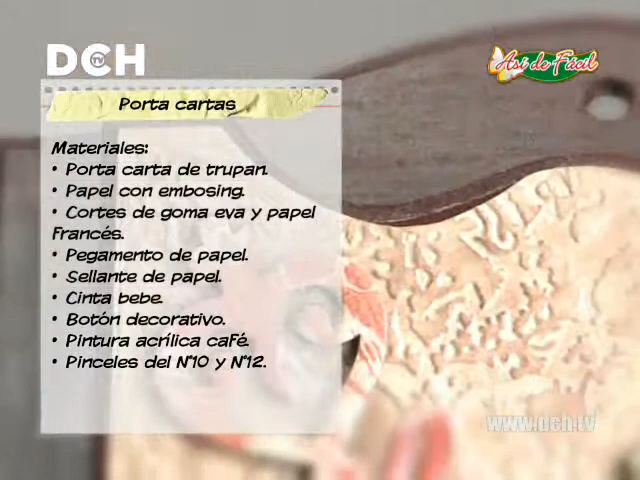 DCH
TV
Así de Fácil
Porta cartas
Materiales:
• Porta carta de trupan.
• Papel con embosing.
• Cortes de goma eva y papel
Francés.
• Pegamento de papel.
• Sellante de papel.
• Cinta bebe.
• Botón decorativo.
• Pintura acrílica café.
• Pinceles del N°10 y N°12.
www.dch.tv